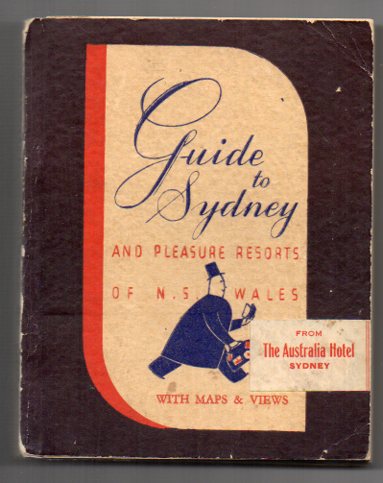 Guide
to
Sydney
AND PLEASURE RESORTS
OF N.S. WALES
FROM
The Australia Hotel
SYDNEY
WITH MAPS & VIEWS